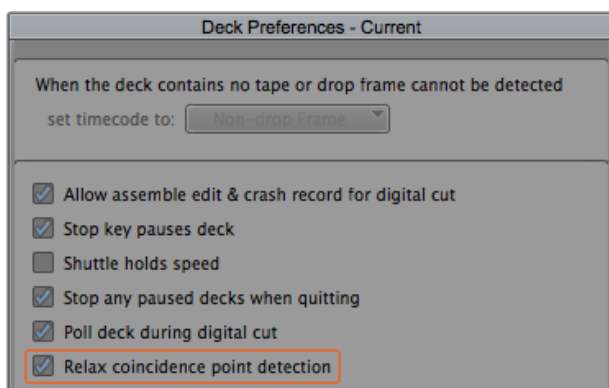 Deck Preferences - Current
When the deck contains no tape or drop frame cannot be detected
set timecode to: Non-drop Frame
Allow assemble edit & crash record for digital cut
Stop key pauses deck
Shuttle holds speed
Stop any paused decks when quitting
Poll deck during digital cut
Relax coincidence point detection